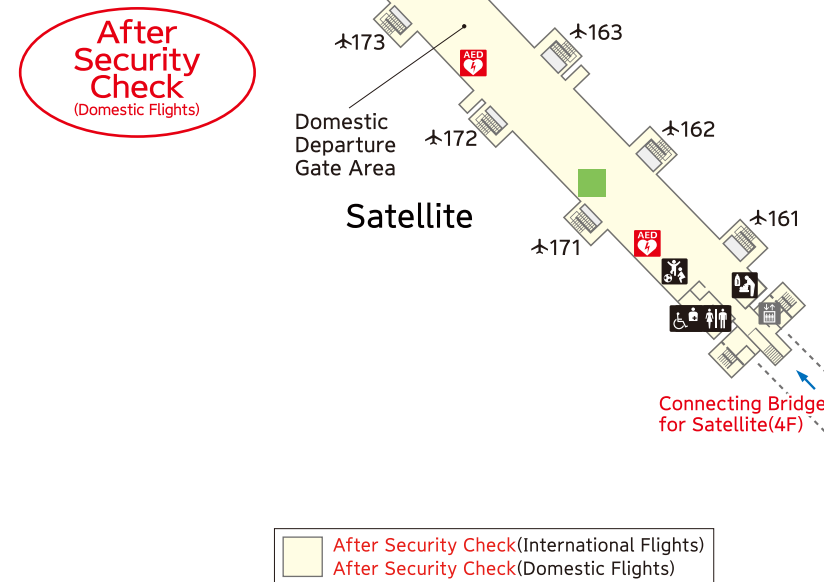 After
Security
Check
(Domestic Flights)
173
163
AED
Domestic
Departure
Gate Area
172
162
Satellite
171
AED
161
Connecting Bridge
for Satellite(4F)
After Security Check(International Flights)
After Security Check(Domestic Flights)